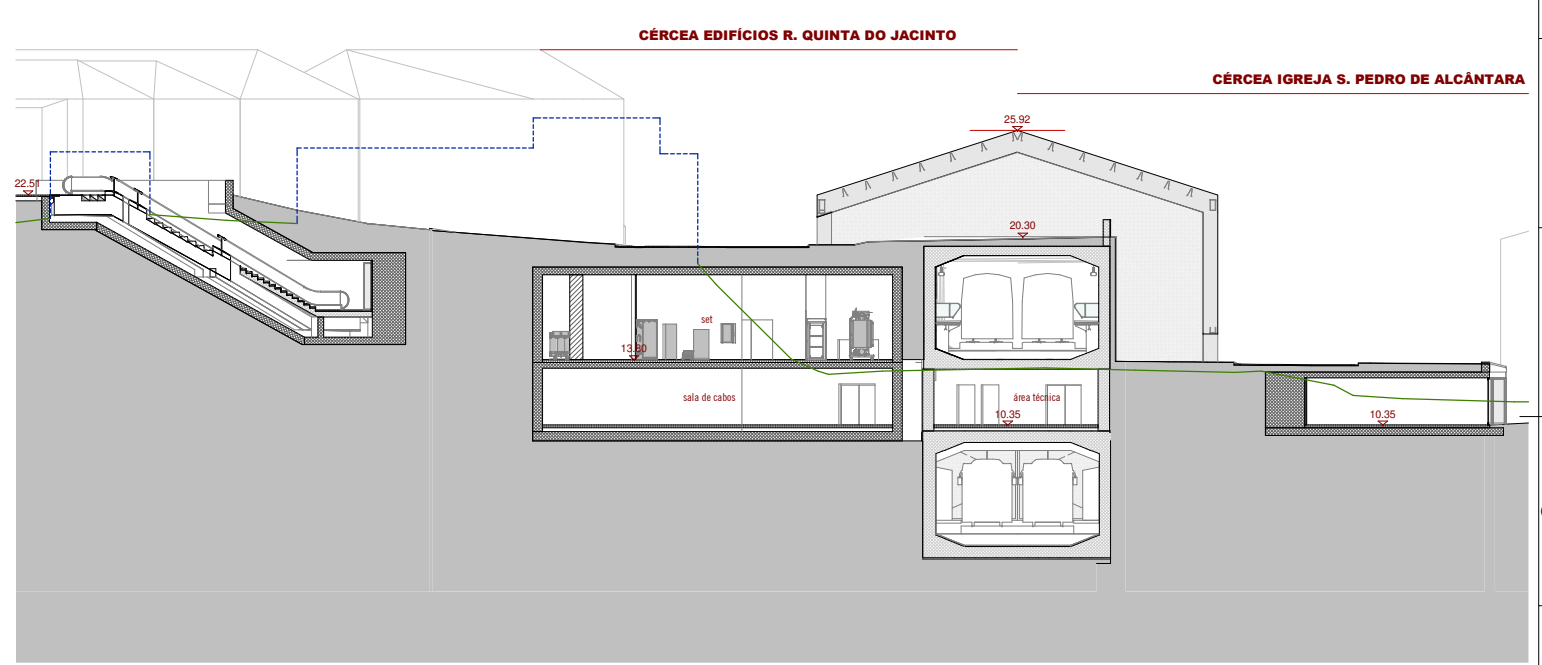 CÉRCEA EDIFÍCIOS R. QUINTA DO JACINTO
CÉRCEA IGREJA S. PEDRO DE ALCÂNTARA
25.92
22.51
20.30
set
13.80
sala de cabos
área técnica
10.35
10.35